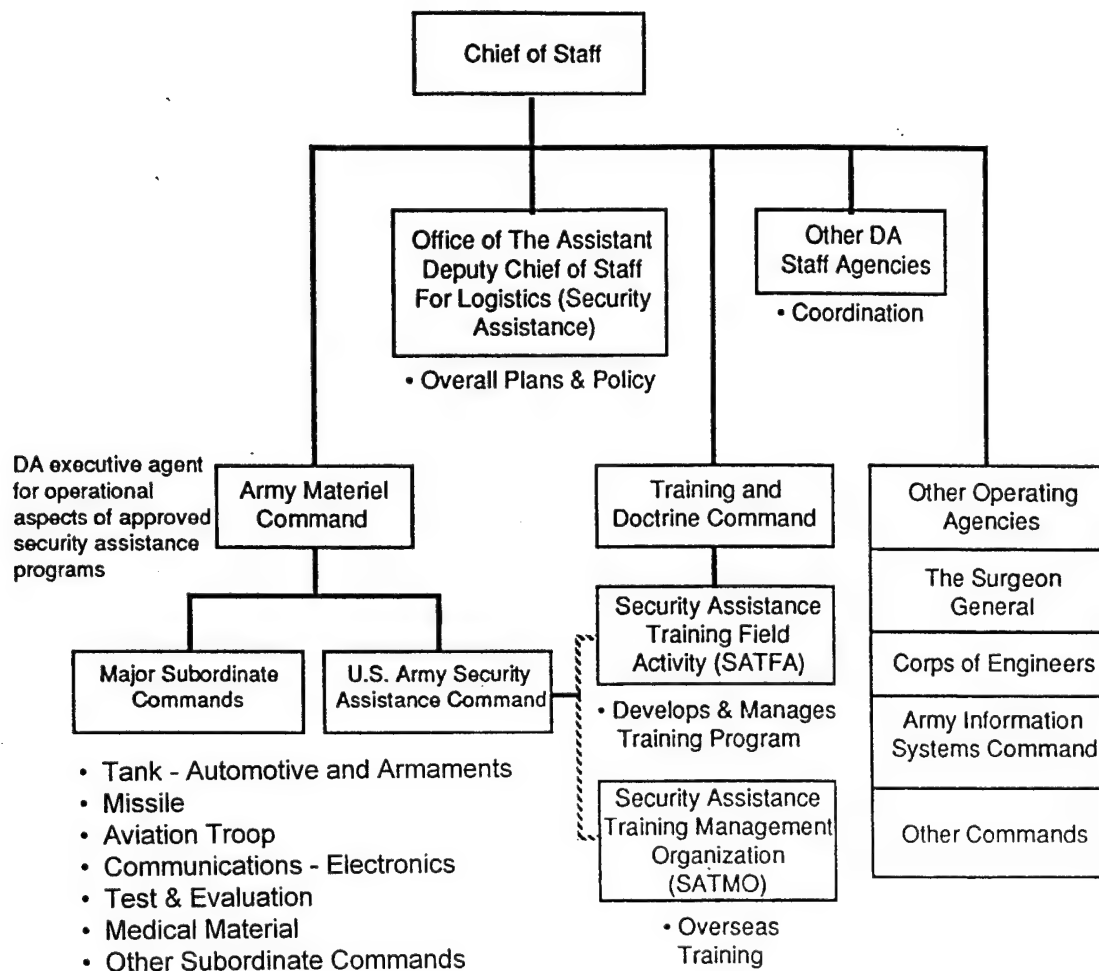 Chief of Staff
Office of The Assistant
Deputy Chief of Staff
For Logistics (Security
Assistance)
• Overall Plans & Policy
Other DA
Staff Agencies
• Coordination
DA executive agent
for operational
aspects of approved
security assistance
programs
Army Materiel
Command
Training and
Doctrine Command
Other Operating
Agencies
The Surgeon
General
Corps of Engineers
Army Information
Systems Command
Other Commands
Major Subordinate
Commands
U.S. Army Security
Assistance Command
Security Assistance
Training Field
Activity (SATFA)
• Develops & Manages
Training Program
• Tank - Automotive and Armaments
• Missile
• Aviation Troop
• Communications - Electronics
• Test & Evaluation
• Medical Material
• Other Subordinate Commands
Security Assistance
Training Management
Organization
(SATMO)
• Overseas
Training